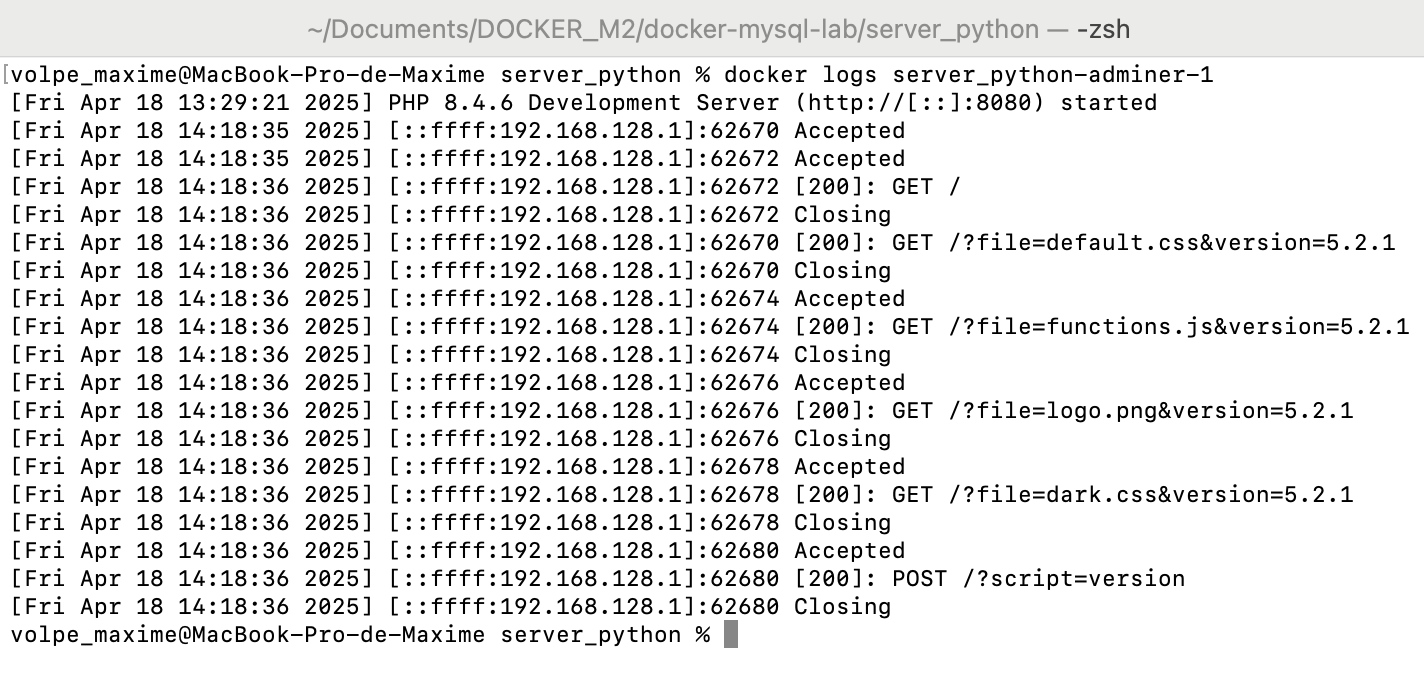 ~/Documents/DOCKER_M2/docker-mysql-lab/server_python — -zsh
[volpe_maxime@MacBook-Pro-de-Maxime server_python % docker logs server_python-adminer-1
[Fri Apr 18 13:29:21 2025] PHP 8.4.6 Development Server (http://[::]:8080) started
[Fri Apr 18 14:18:35 2025] [::ffff:192.168.128.1]:62670 Accepted
[Fri Apr 18 14:18:35 2025] [::ffff:192.168.128.1]:62672 Accepted
[Fri Apr 18 14:18:36 2025] [::ffff:192.168.128.1]:62672 [200]: GET /
[Fri Apr 18 14:18:36 2025] [::ffff:192.168.128.1]:62672 Closing
[Fri Apr 18 14:18:36 2025] [::ffff:192.168.128.1]:62670 [200]: GET /?file=default.css&version=5.2.1
[Fri Apr 18 14:18:36 2025] [::ffff:192.168.128.1]:62670 Closing
[Fri Apr 18 14:18:36 2025] [::ffff:192.168.128.1]:62674 Accepted
[Fri Apr 18 14:18:36 2025] [::ffff:192.168.128.1]:62674 [200]: GET /?file=functions.js&version=5.2.1
[Fri Apr 18 14:18:36 2025] [::ffff:192.168.128.1]:62674 Closing
[Fri Apr 18 14:18:36 2025] [::ffff:192.168.128.1]:62676 Accepted
[Fri Apr 18 14:18:36 2025] [::ffff:192.168.128.1]:62676 [200]: GET /?file=logo.png&version=5.2.1
[Fri Apr 18 14:18:36 2025] [::ffff:192.168.128.1]:62676 Closing
[Fri Apr 18 14:18:36 2025] [::ffff:192.168.128.1]:62678 Accepted
[Fri Apr 18 14:18:36 2025] [::ffff:192.168.128.1]:62678 [200]: GET /?file=dark.css&version=5.2.1
[Fri Apr 18 14:18:36 2025] [::ffff:192.168.128.1]:62678 Closing
[Fri Apr 18 14:18:36 2025] [::ffff:192.168.128.1]:62680 Accepted
[Fri Apr 18 14:18:36 2025] [::ffff:192.168.128.1]:62680 [200]: POST /?script=version
[Fri Apr 18 14:18:36 2025] [::ffff:192.168.128.1]:62680 Closing
volpe_maxime@MacBook-Pro-de-Maxime server_python %